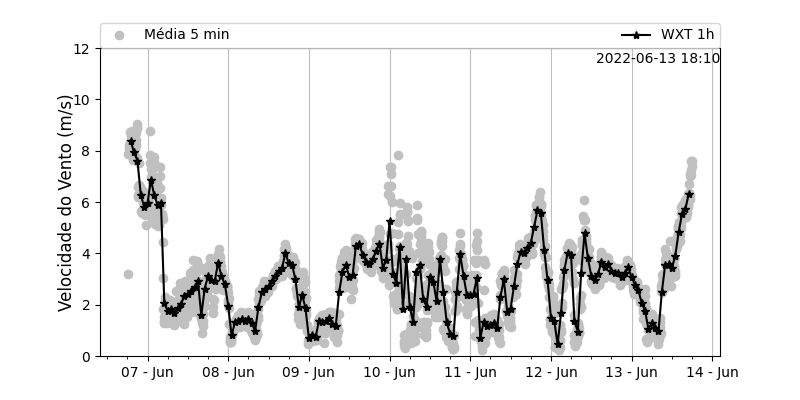 Média 5 min
WXT 1h
2022-06-13 18:10
Velocidade do Vento (m/s)
12
10
8
6
4
2
0
07 - Jun
08 - Jun
09 - Jun
10 - Jun
11 - Jun
12 - Jun
13 - Jun
14 - Jun